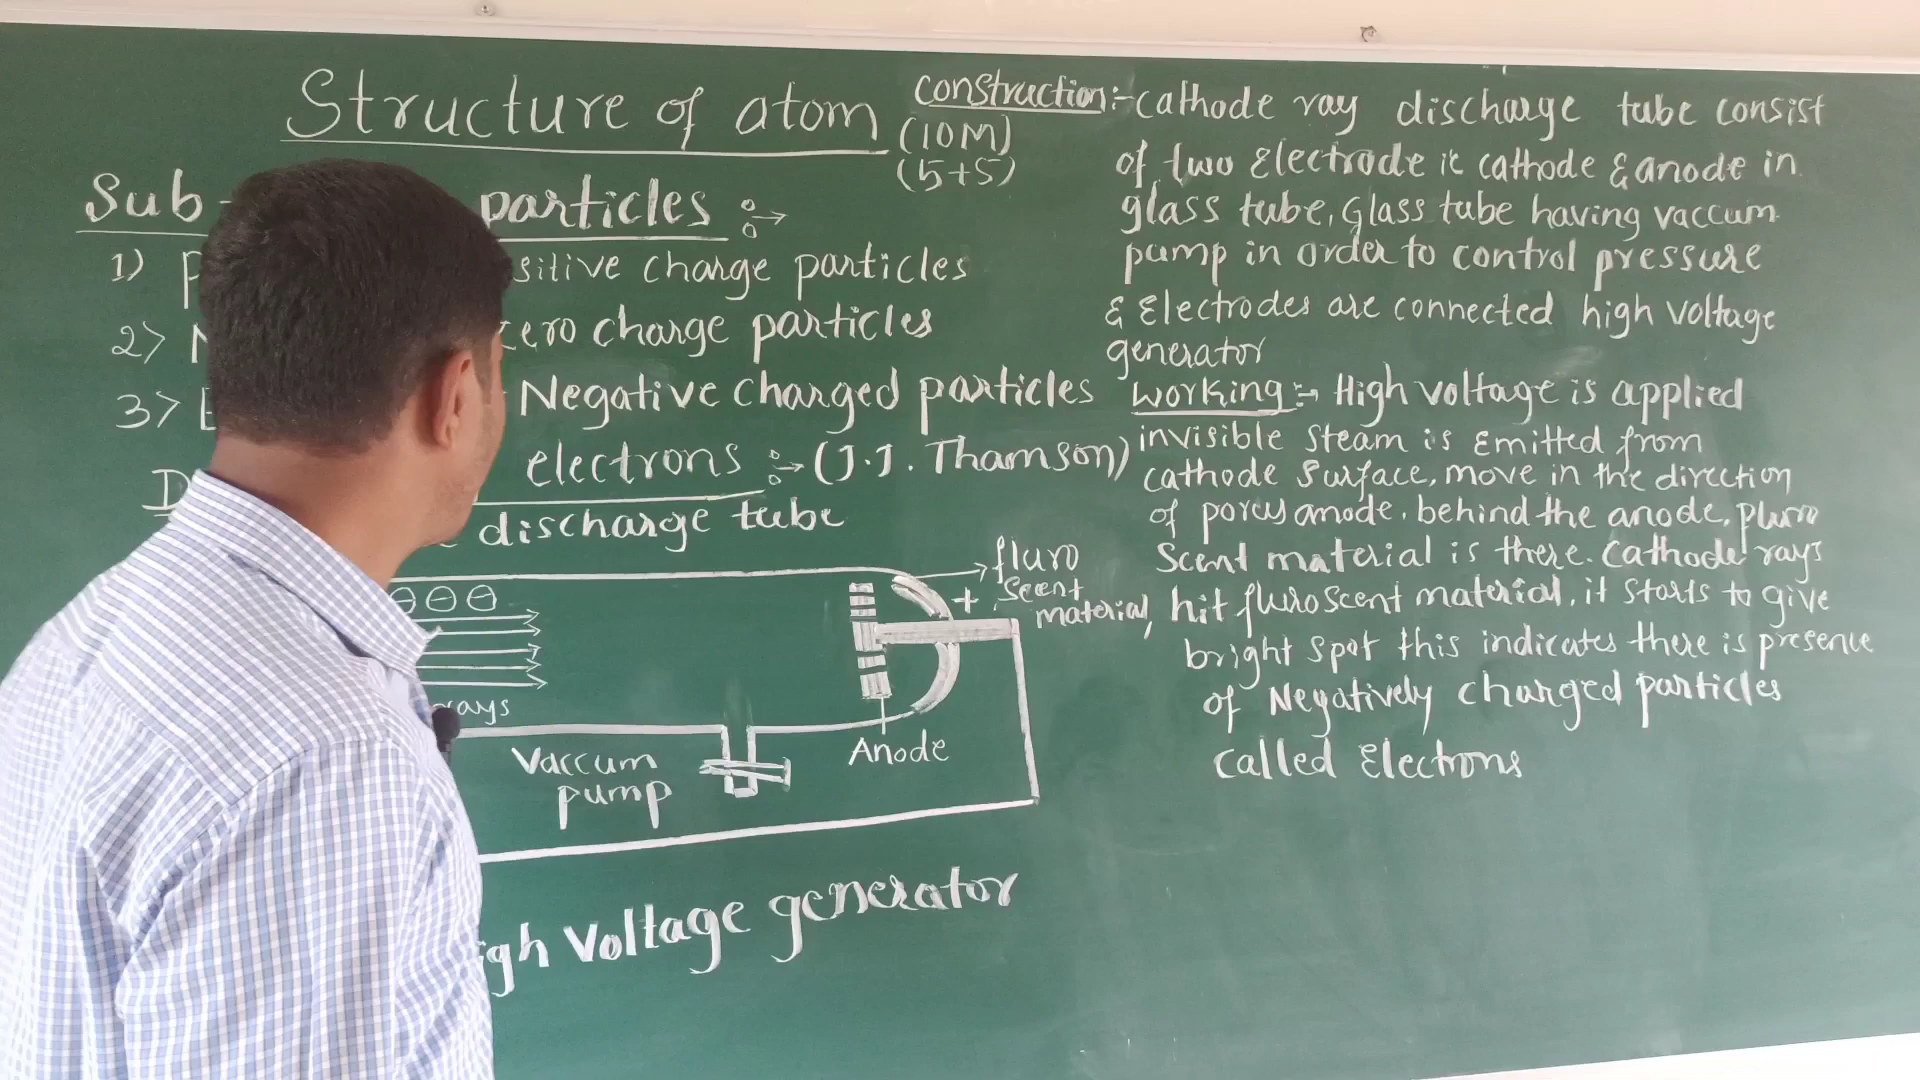 Structure of atom
(10M)
(5+5)
Sub- particles :→
1) sitive charge particles
2> zero charge particles
3> Negative charged particles
electrons :→ (J.J. Thamson)
discharge tube
fluro
scent
material,
+
⊖ ⊖ ⊖
rays
Vaccum
pump
Anode
igh Voltage generator
Construction:- cathode ray discharge tube consist
of two Electrode ie cathode & anode in
glass tube, Glass tube having vaccum
pump in order to control pressure
& Electrodes are connected high voltage
generator
working :- High voltage is applied
invisible steam is Emitted from
cathode surface, move in the direction
of porus anode. behind the anode, pluro
scent material is there. Cathode rays
hit fluroscent material, it starts to give
bright spot this indicates there is presence
of Negatively charged particles
called Electrons